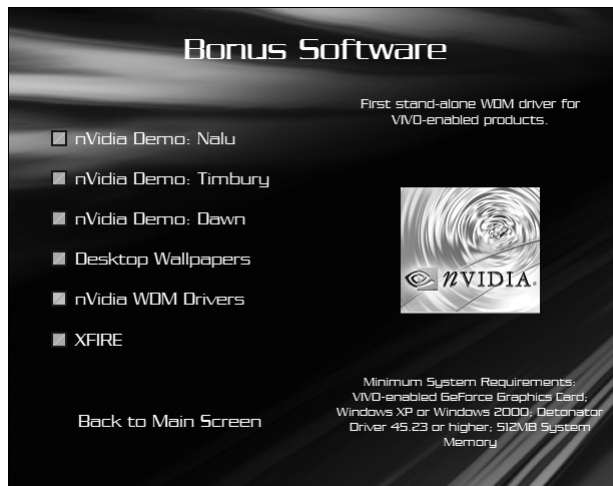 Bonus Software
nVidia Demo: Nalu
nVidia Demo: Timbury
nVidia Demo: Dawn
Desktop Wallpapers
nVidia WDM Drivers
XFIRE
Back to Main Screen
First stand-alone WDM driver for
VIVO-enabled products.
nVIDIA.
Minimum System Requirements:
VIVO-enabled GeForce Graphics Card;
Windows XP or Windows 2000; Detonator
Driver 45.23 or higher; 512MB System
Memory